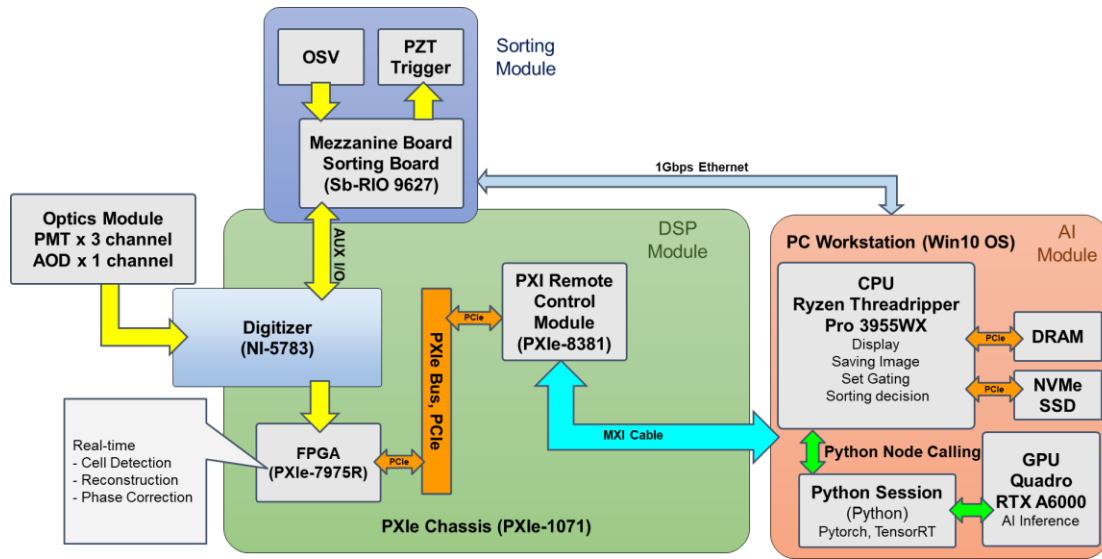 OSV
PZT
Trigger
Sorting
Module
Mezzanine Board
Sorting Board
(Sb-RIO 9627)
1Gbps Ethernet
Optics Module
PMT x 3 channel
AOD x 1 channel
AUX I/O
DSP
Module
Digitizer
(NI-5783)
PXIe Bus, PCIe
PCIe
PXI Remote
Control
Module
(PXIe-8381)
MXI Cable
Real-time
- Cell Detection
- Reconstruction
- Phase Correction
FPGA
(PXIe-7975R)
PCIe
PXIe Chassis (PXIe-1071)
AI
Module
PC Workstation (Win10 OS)
CPU
Ryzen Threadripper
Pro 3955WX
Display
Saving Image
Set Gating
Sorting decision
PCIe
DRAM
PCIe
NVMe
SSD
Python Node Calling
Python Session
(Python)
Pytorch, TensorRT
GPU
Quadro
RTX A6000
AI Inference